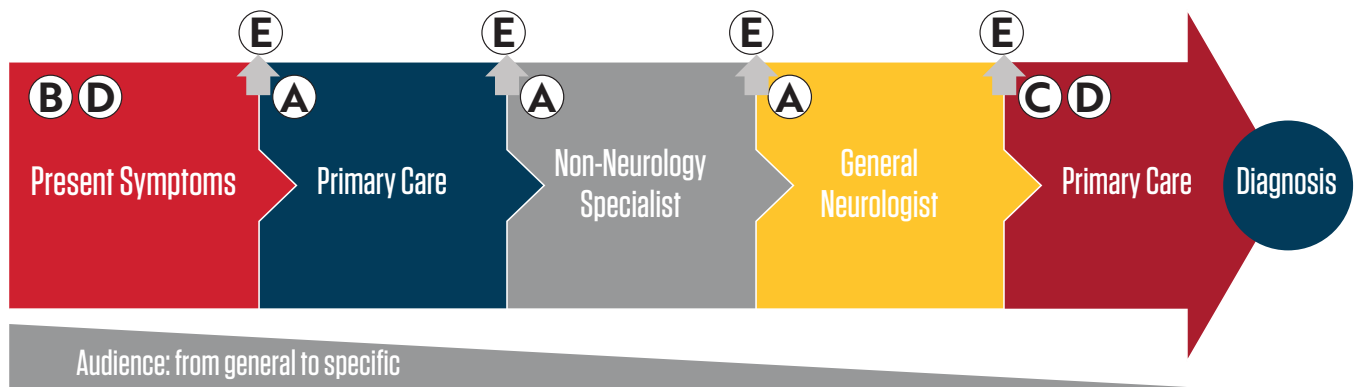 E E E E
B D A A A C D
Present Symptoms
Primary Care
Non-Neurology
Specialist
General
Neurologist
Primary Care
Diagnosis
Audience: from general to specific